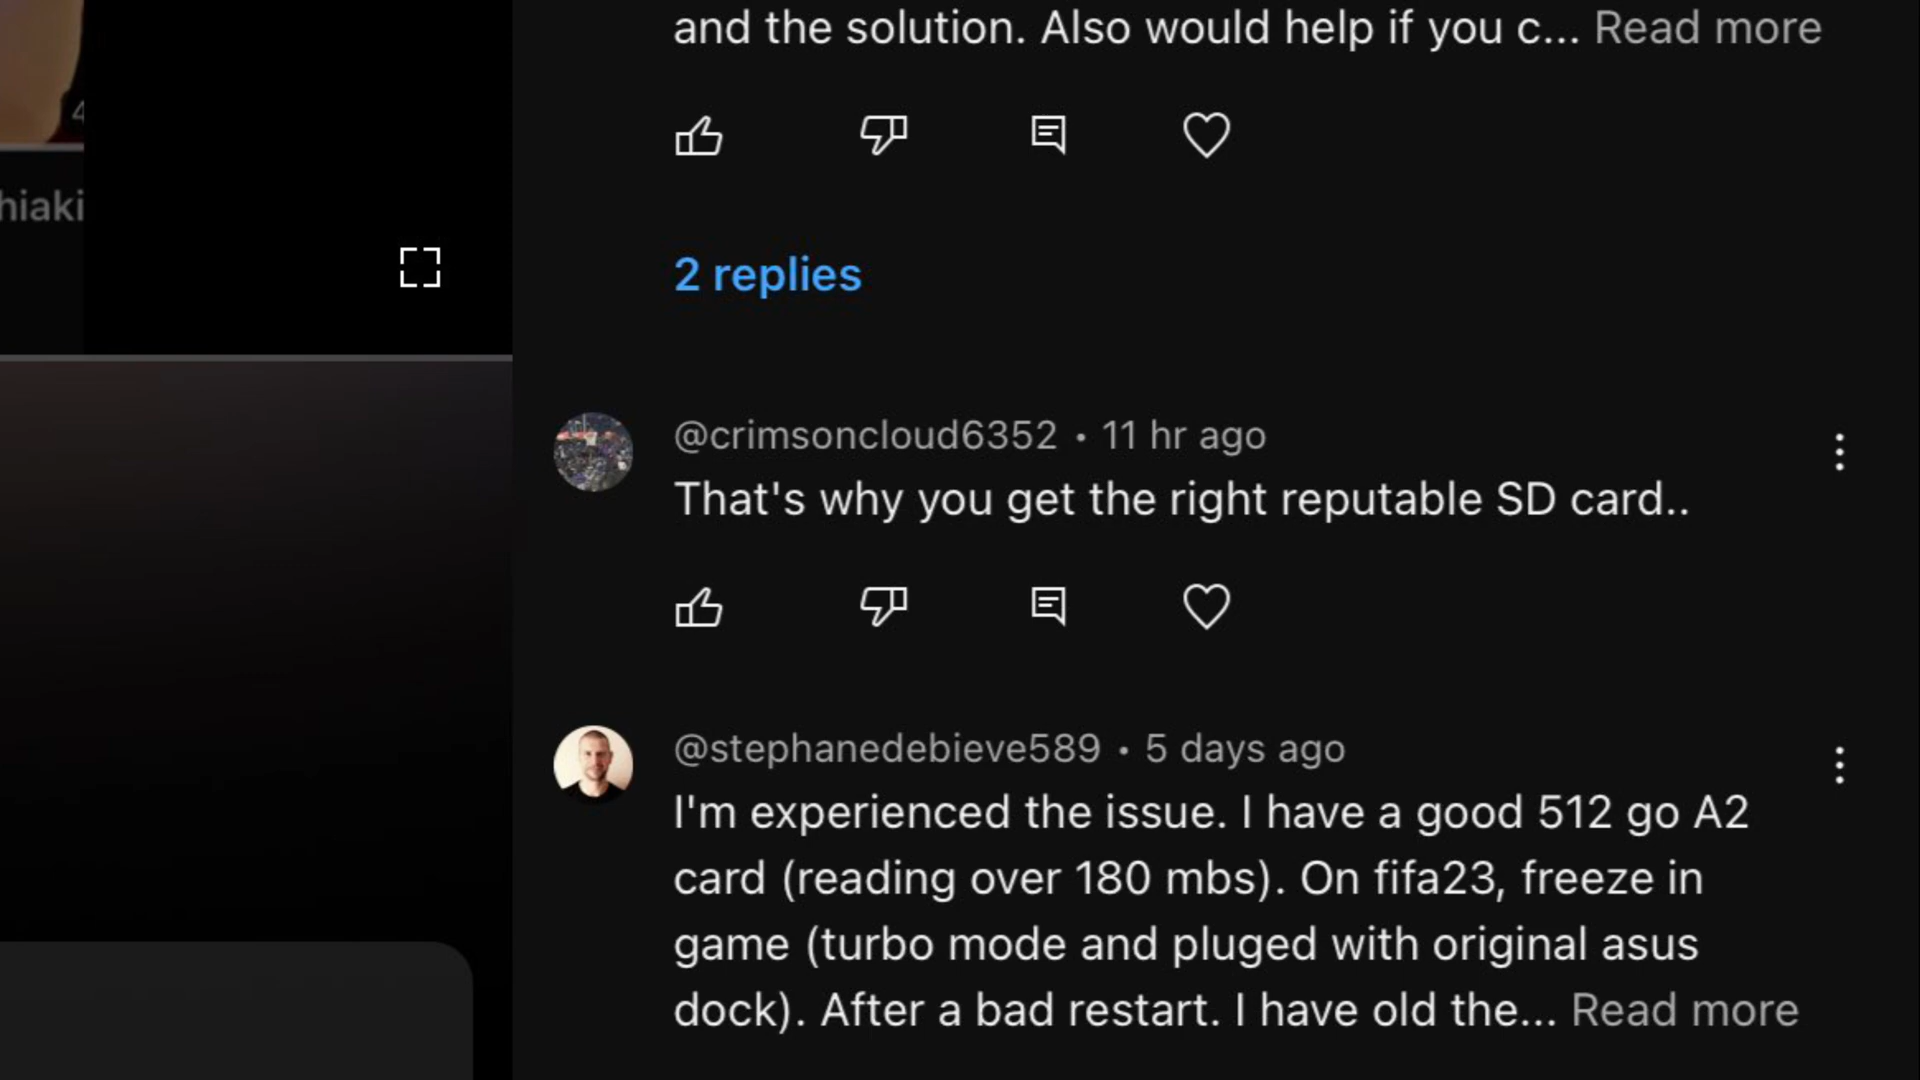 and the solution. Also would help if you c... Read more
4
hiaki
2 replies
@crimsoncloud6352 • 11 hr ago
That's why you get the right reputable SD card..
@stephanedebieve589 • 5 days ago
I'm experienced the issue. I have a good 512 go A2
card (reading over 180 mbs). On fifa23, freeze in
game (turbo mode and pluged with original asus
dock). After a bad restart. I have old the... Read more